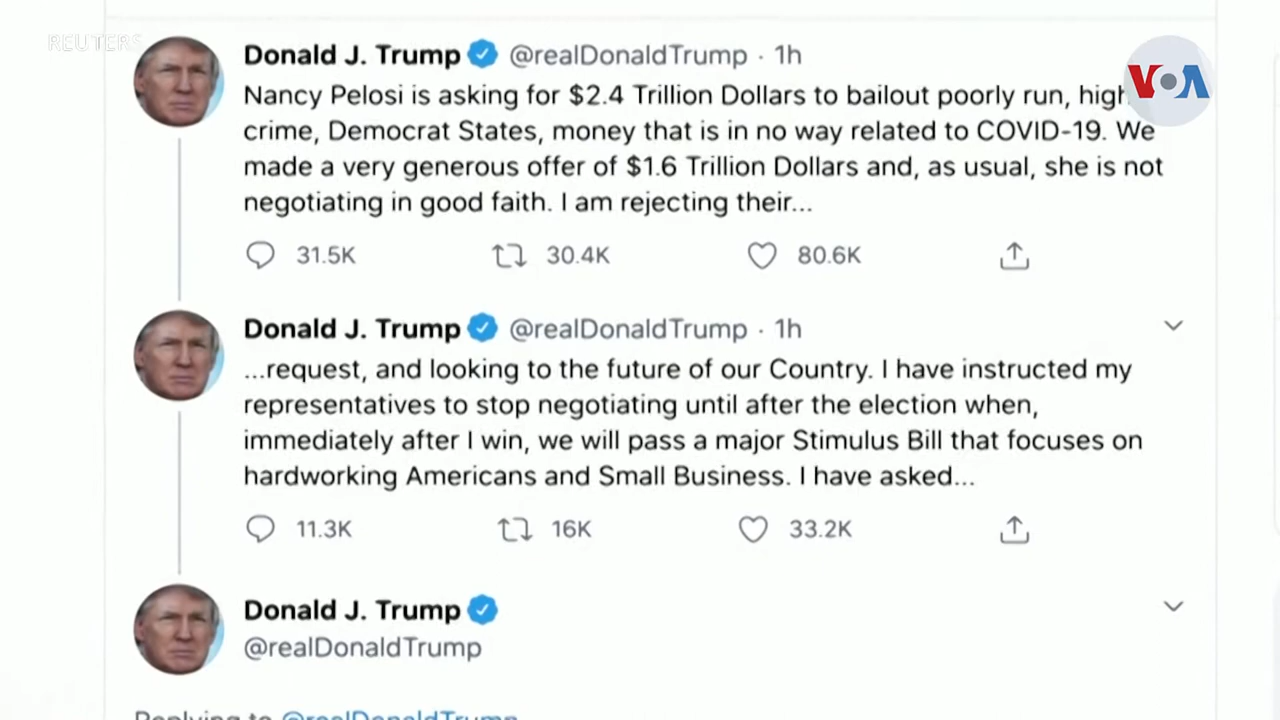 REUTERS
VOA
Donald J. Trump @realDonaldTrump · 1h
Nancy Pelosi is asking for $2.4 Trillion Dollars to bailout poorly run, high
crime, Democrat States, money that is in no way related to COVID-19. We
made a very generous offer of $1.6 Trillion Dollars and, as usual, she is not
negotiating in good faith. I am rejecting their...
31.5K 30.4K 80.6K
Donald J. Trump @realDonaldTrump · 1h
...request, and looking to the future of our Country. I have instructed my
representatives to stop negotiating until after the election when,
immediately after I win, we will pass a major Stimulus Bill that focuses on
hardworking Americans and Small Business. I have asked...
11.3K 16K 33.2K
Donald J. Trump
@realDonaldTrump
Replying to @realDonaldTrump